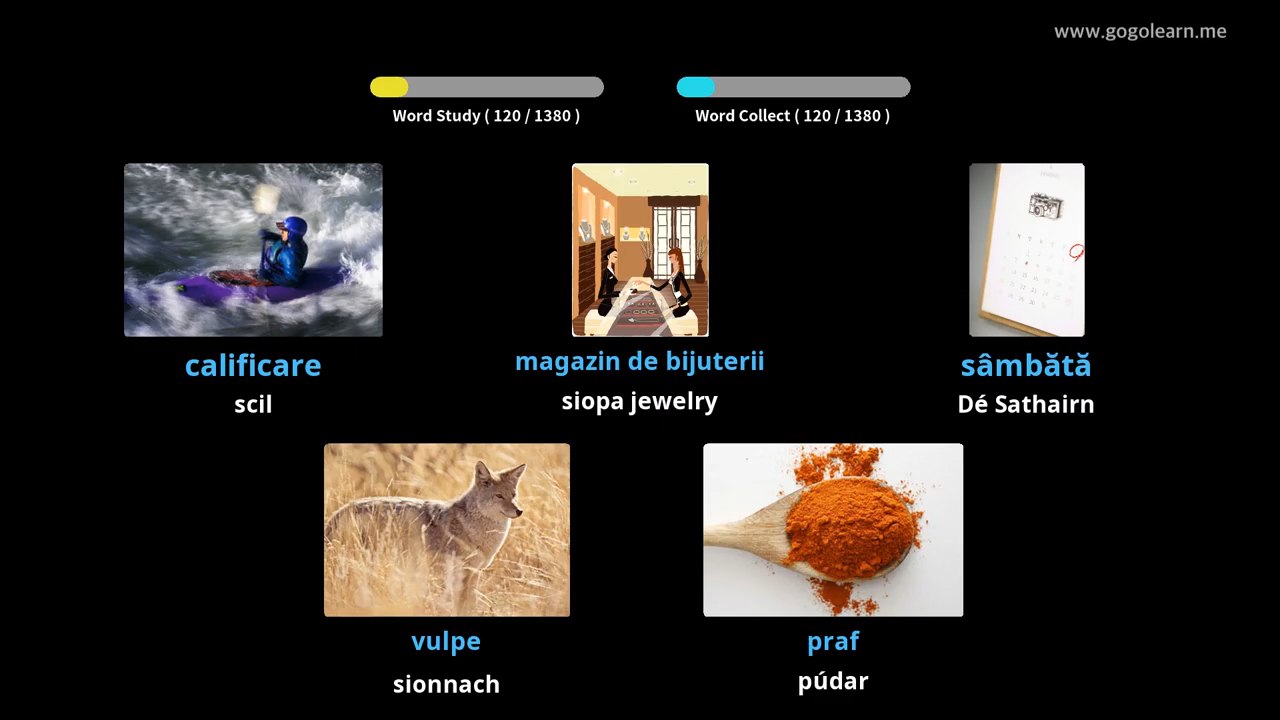 www.gogolearn.me
Word Study ( 120 / 1380 )
Word Collect ( 120 / 1380 )
calificare
magazin de bijuterii
sâmbătă
scil
siopa jewelry
Dé Sathairn
vulpe
praf
sionnach
púdar